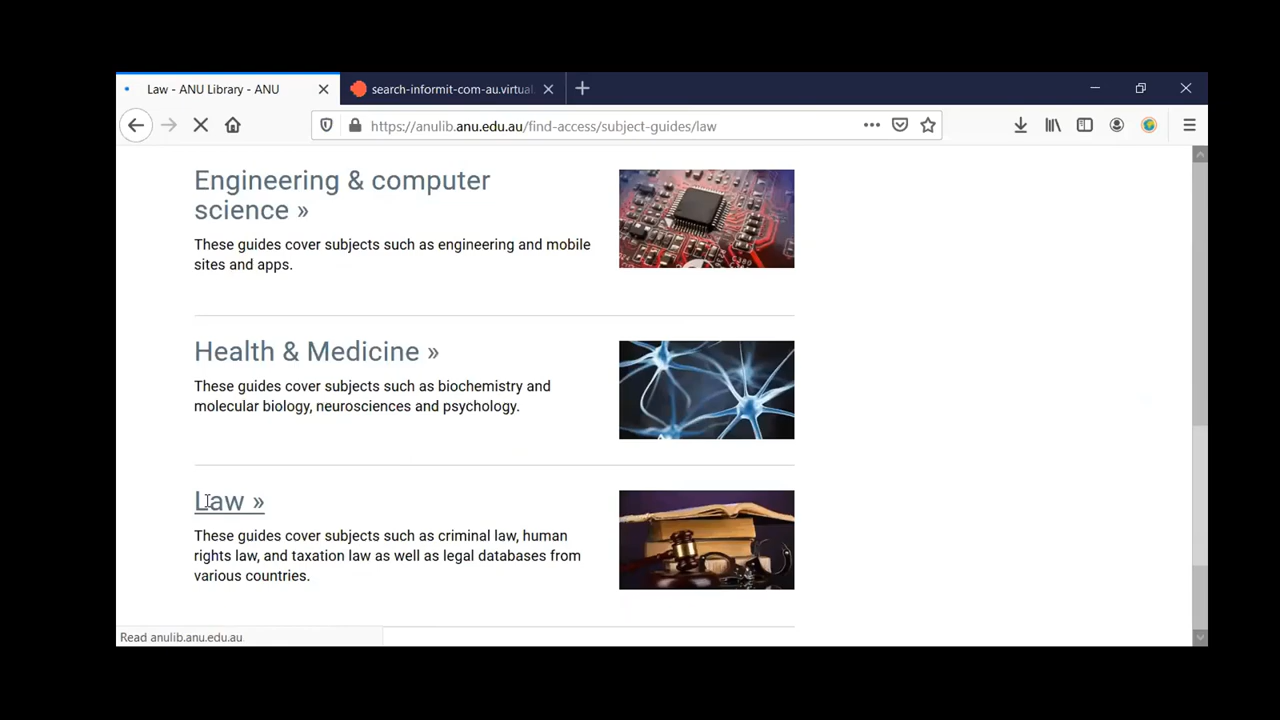 Law - ANU Library - ANU
search-informit-com-au.virtual.
https://anulib.anu.edu.au/find-access/subject-guides/law
Engineering & computer
science »
These guides cover subjects such as engineering and mobile
sites and apps.
Health & Medicine »
These guides cover subjects such as biochemistry and
molecular biology, neurosciences and psychology.
Law »
These guides cover subjects such as criminal law, human
rights law, and taxation law as well as legal databases from
various countries.
Read anulib.anu.edu.au